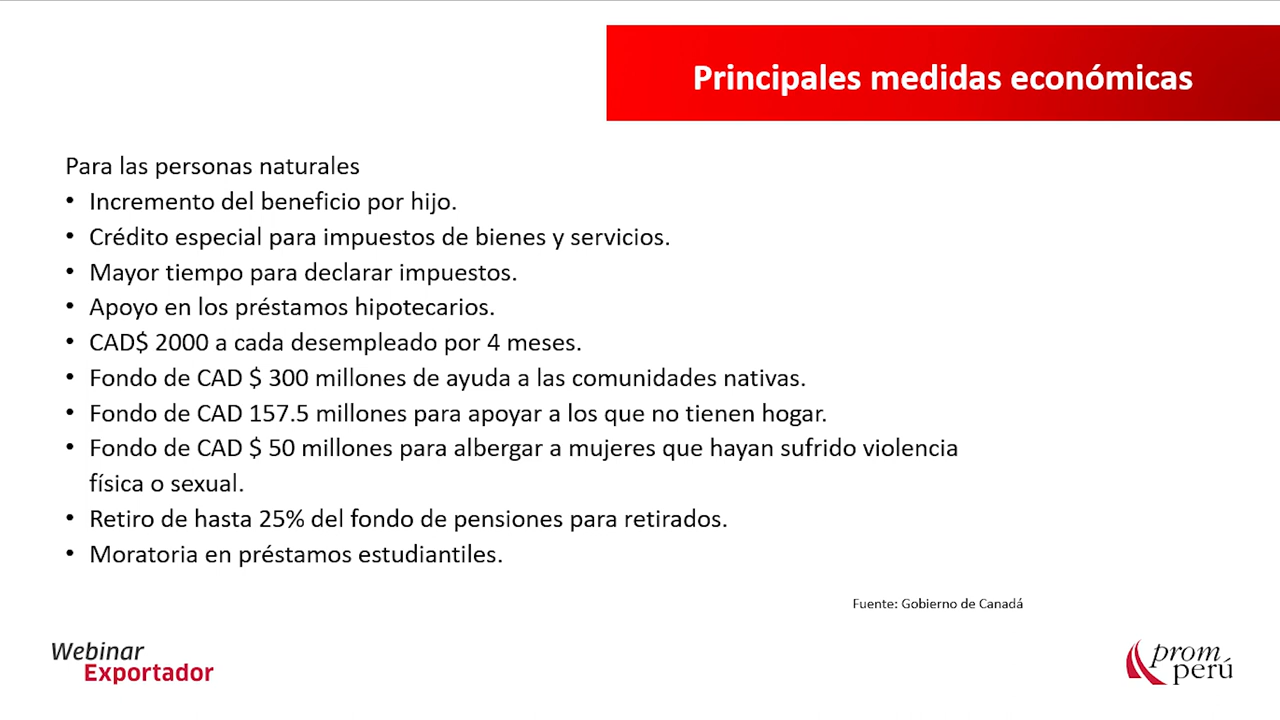 Principales medidas económicas
Para las personas naturales
• Incremento del beneficio por hijo.
• Crédito especial para impuestos de bienes y servicios.
• Mayor tiempo para declarar impuestos.
• Apoyo en los préstamos hipotecarios.
• CAD$ 2000 a cada desempleado por 4 meses.
• Fondo de CAD $ 300 millones de ayuda a las comunidades nativas.
• Fondo de CAD 157.5 millones para apoyar a los que no tienen hogar.
• Fondo de CAD $ 50 millones para albergar a mujeres que hayan sufrido violencia
física o sexual.
• Retiro de hasta 25% del fondo de pensiones para retirados.
• Moratoria en préstamos estudiantiles.
Fuente: Gobierno de Canadá
Webinar
Exportador
prom
perú